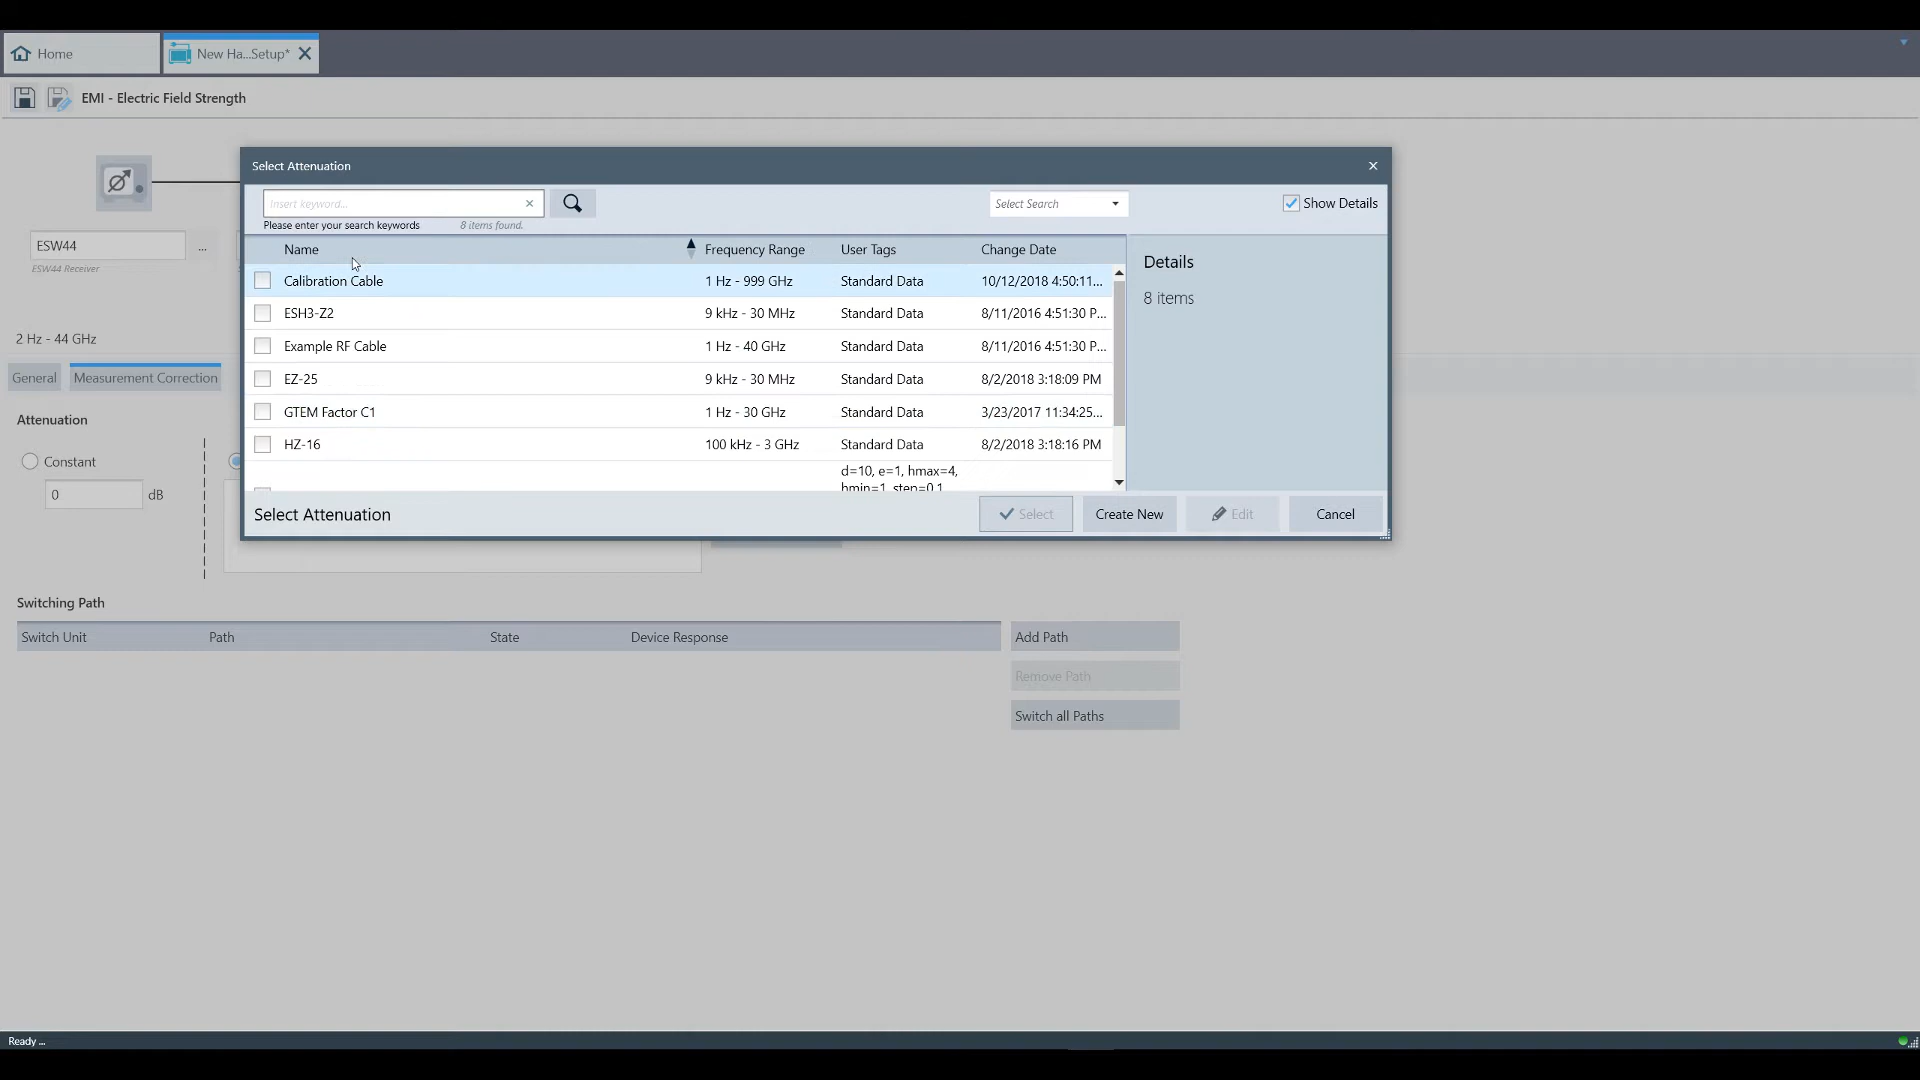 Home
New Ha...Setup*
EMI - Electric Field Strength
Select Attenuation
Insert keyword...
Select Search
Show Details
Please enter your search keywords
8 items found.
Name Frequency Range User Tags Change Date
Calibration Cable 1 Hz - 999 GHz Standard Data 10/12/2018 4:50:11...
ESH3-Z2 9 kHz - 30 MHz Standard Data 8/11/2016 4:51:30 P...
Example RF Cable 1 Hz - 40 GHz Standard Data 8/11/2016 4:51:30 P...
EZ-25 9 kHz - 30 MHz Standard Data 8/2/2018 3:18:09 PM
GTEM Factor C1 1 Hz - 30 GHz Standard Data 3/23/2017 11:34:25...
HZ-16 100 kHz - 3 GHz Standard Data 8/2/2018 3:18:16 PM
d=10, e=1, hmax=4,
hmin=1, step=0.1
Details
8 items
Select Attenuation
Select
Create New
Edit
Cancel
ESW44
...
ESW44 Receiver
2 Hz - 44 GHz
General
Measurement Correction
Attenuation
Constant
0 dB
Switching Path
Switch Unit Path State Device Response
Add Path
Remove Path
Switch all Paths
Ready ...